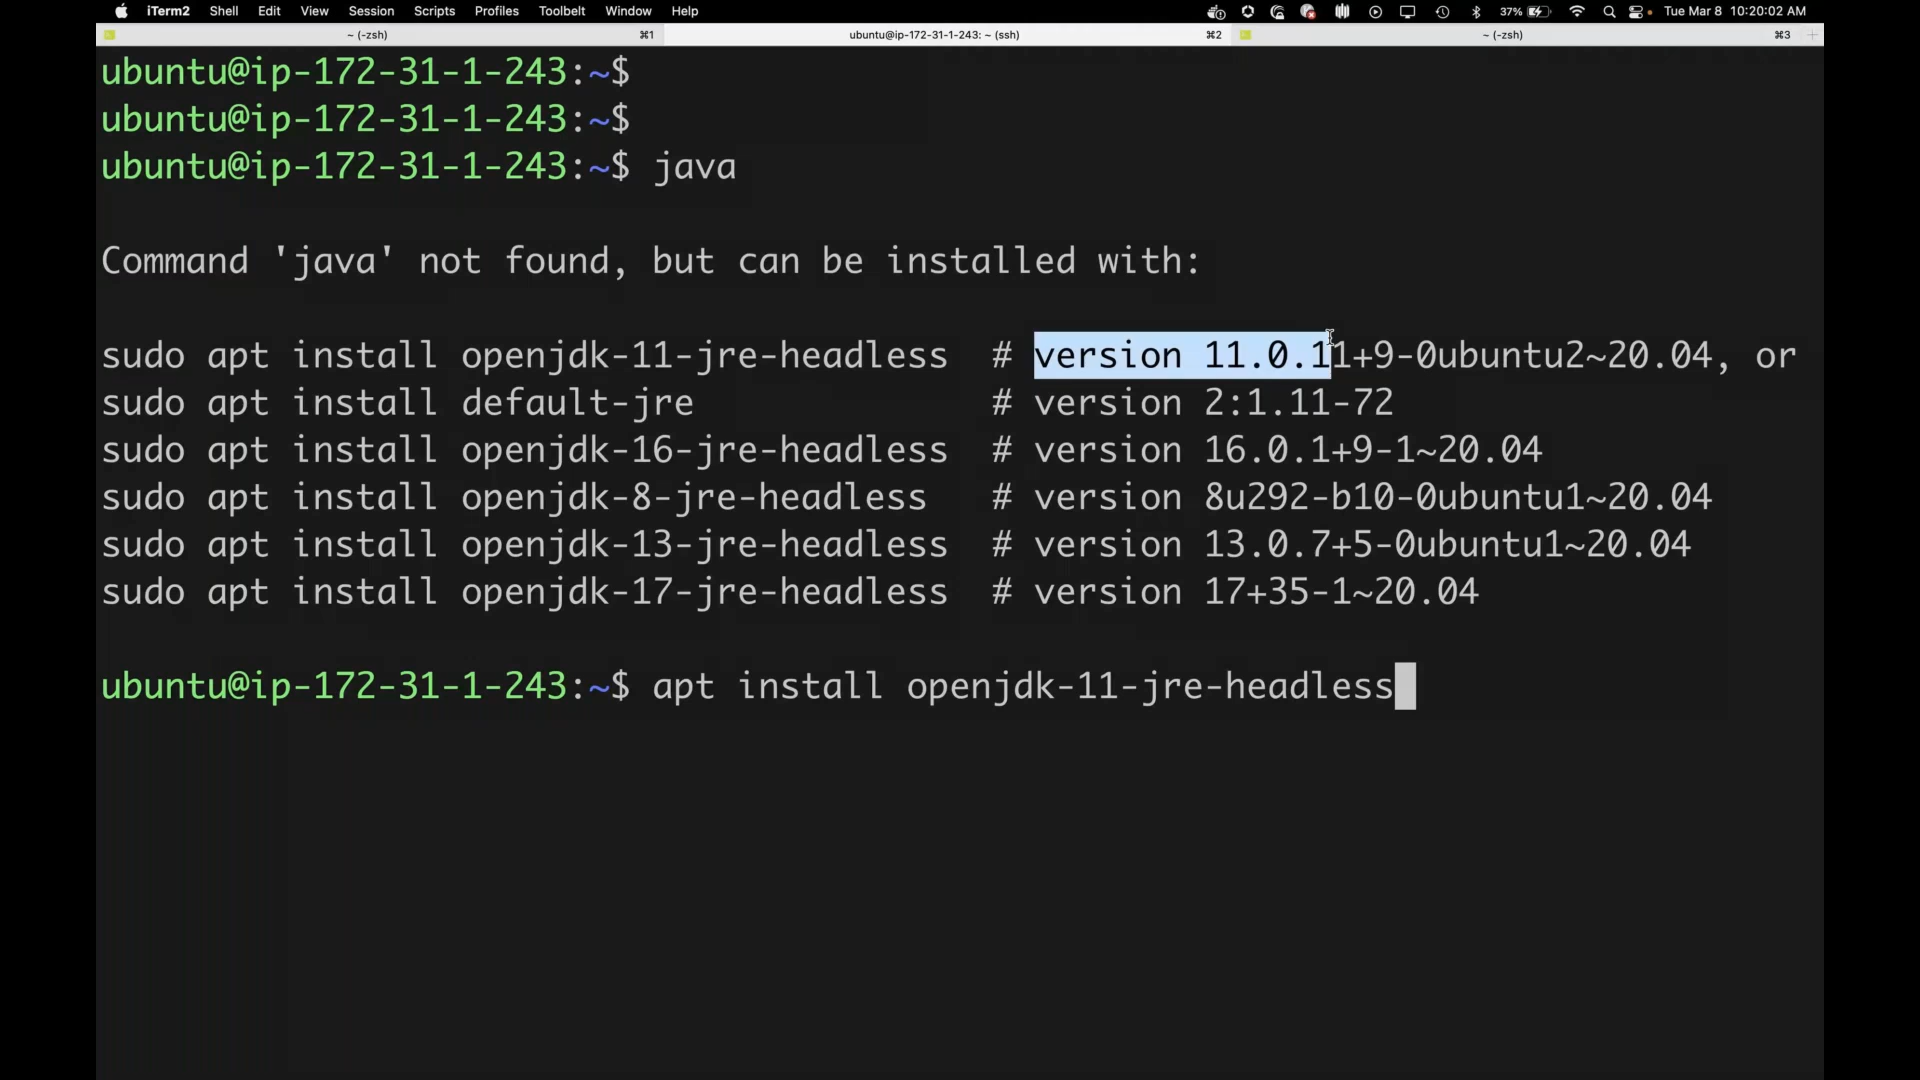 iTerm2 Shell Edit View Session Scripts Profiles Toolbelt Window Help 37% Tue Mar 8 10:20:02 AM
~ (-zsh) ⌘1 ubuntu@ip-172-31-1-243: ~ (ssh) ⌘2 ~ (-zsh) ⌘3
ubuntu@ip-172-31-1-243:~$
ubuntu@ip-172-31-1-243:~$
ubuntu@ip-172-31-1-243:~$ java
Command 'java' not found, but can be installed with:
sudo apt install openjdk-11-jre-headless  # version 11.0.11+9-0ubuntu2~20.04, or
sudo apt install default-jre              # version 2:1.11-72
sudo apt install openjdk-16-jre-headless  # version 16.0.1+9-1~20.04
sudo apt install openjdk-8-jre-headless   # version 8u292-b10-0ubuntu1~20.04
sudo apt install openjdk-13-jre-headless  # version 13.0.7+5-0ubuntu1~20.04
sudo apt install openjdk-17-jre-headless  # version 17+35-1~20.04
ubuntu@ip-172-31-1-243:~$ apt install openjdk-11-jre-headless